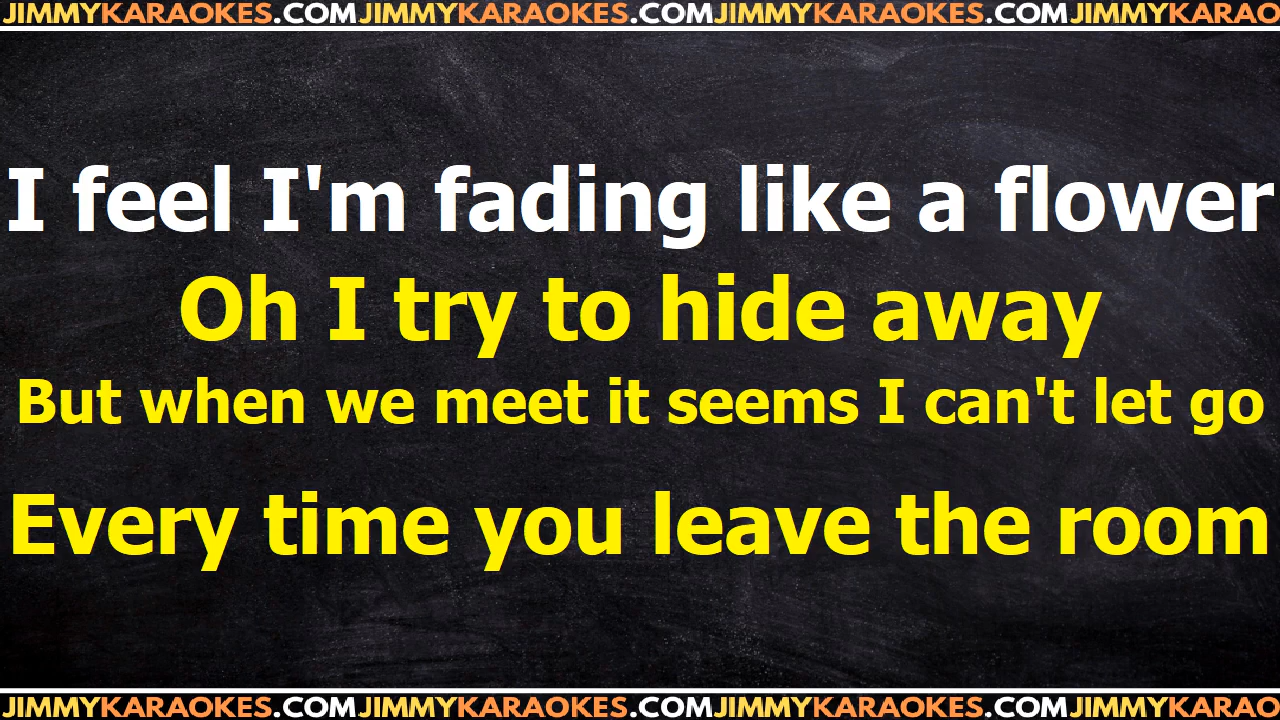 JIMMYKARAOKES.COMJIMMYKARAOKES.COMJIMMYKARAOKES.COMJIMMYKARAO
I feel I'm fading like a flower
Oh I try to hide away
But when we meet it seems I can't let go
Every time you leave the room
JIMMYKARAOKES.COMJIMMYKARAOKES.COMJIMMYKARAOKES.COMJIMMYKARAO